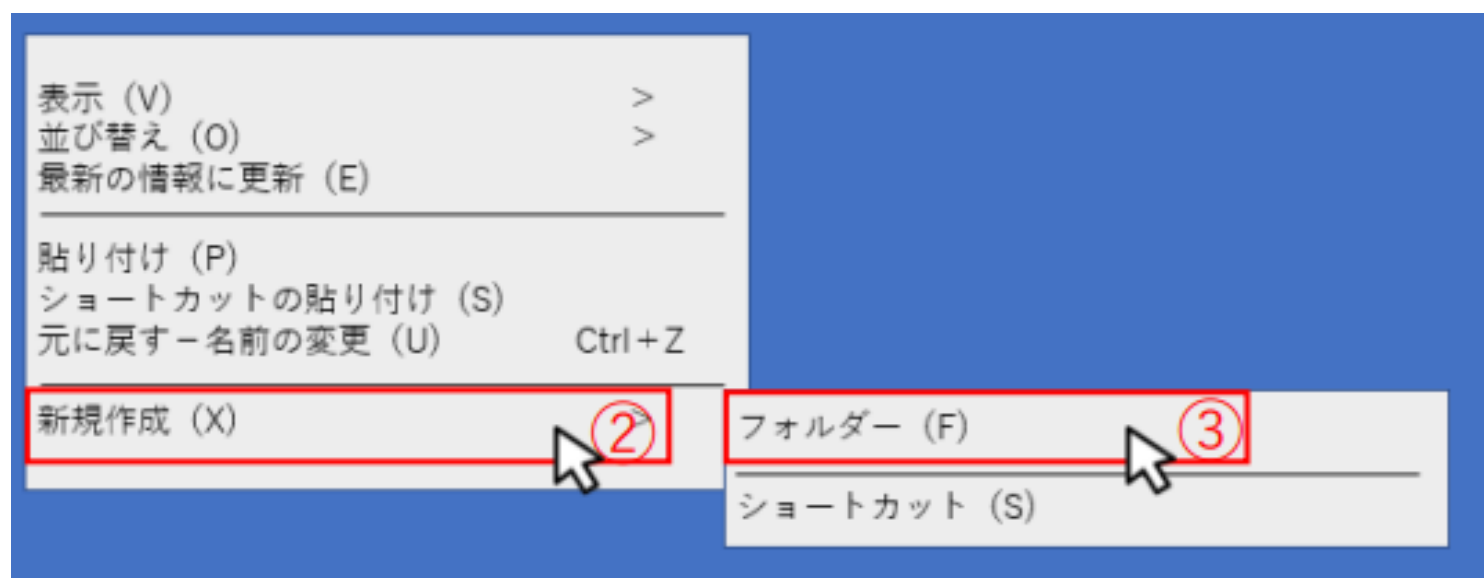 表示（V） >
並び替え（O） >
最新の情報に更新（E）
貼り付け（P）
ショートカットの貼り付け（S）
元に戻す－名前の変更（U） Ctrl+Z
新規作成（X） > ②
フォルダー（F） ③
ショートカット（S）